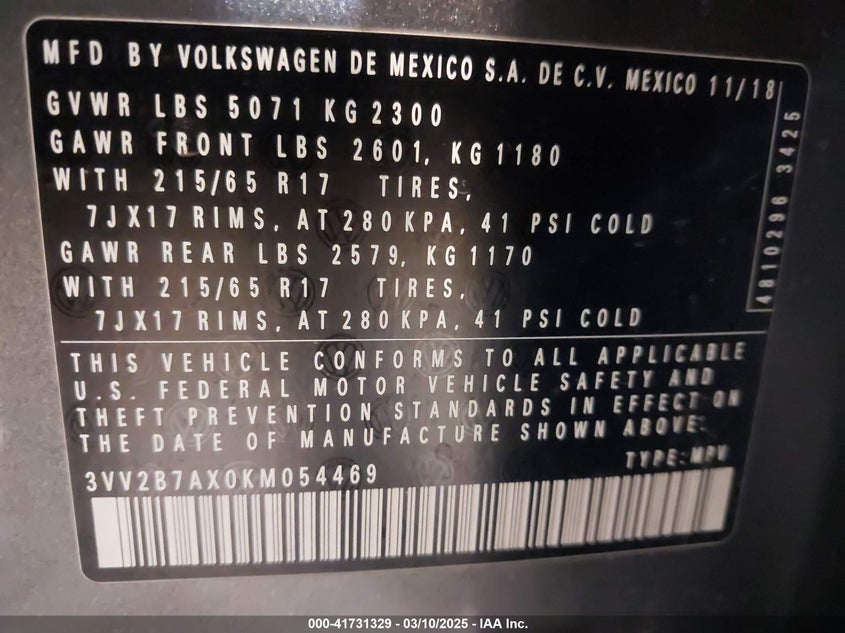 MFD BY VOLKSWAGEN DE MEXICO S.A. DE C.V. MEXICO 11/18
GVWR LBS 5071 KG 2300
GAWR FRONT LBS 2601, KG 1180
WITH 215/65 R17 TIRES,
7JX17 RIMS, AT 280 KPA, 41 PSI COLD
GAWR REAR LBS 2579, KG 1170
WITH 215/65 R17 TIRES,
7JX17 RIMS, AT 280 KPA, 41 PSI COLD
4810296 3425
THIS VEHICLE CONFORMS TO ALL APPLICABLE
U.S. FEDERAL MOTOR VEHICLE SAFETY AND
THEFT PREVENTION STANDARDS IN EFFECT ON
THE DATE OF MANUFACTURE SHOWN ABOVE.
TYPE: MPV
3VV2B7AX0KM054469
000-41731329 — 03/10/2025 — IAA Inc.